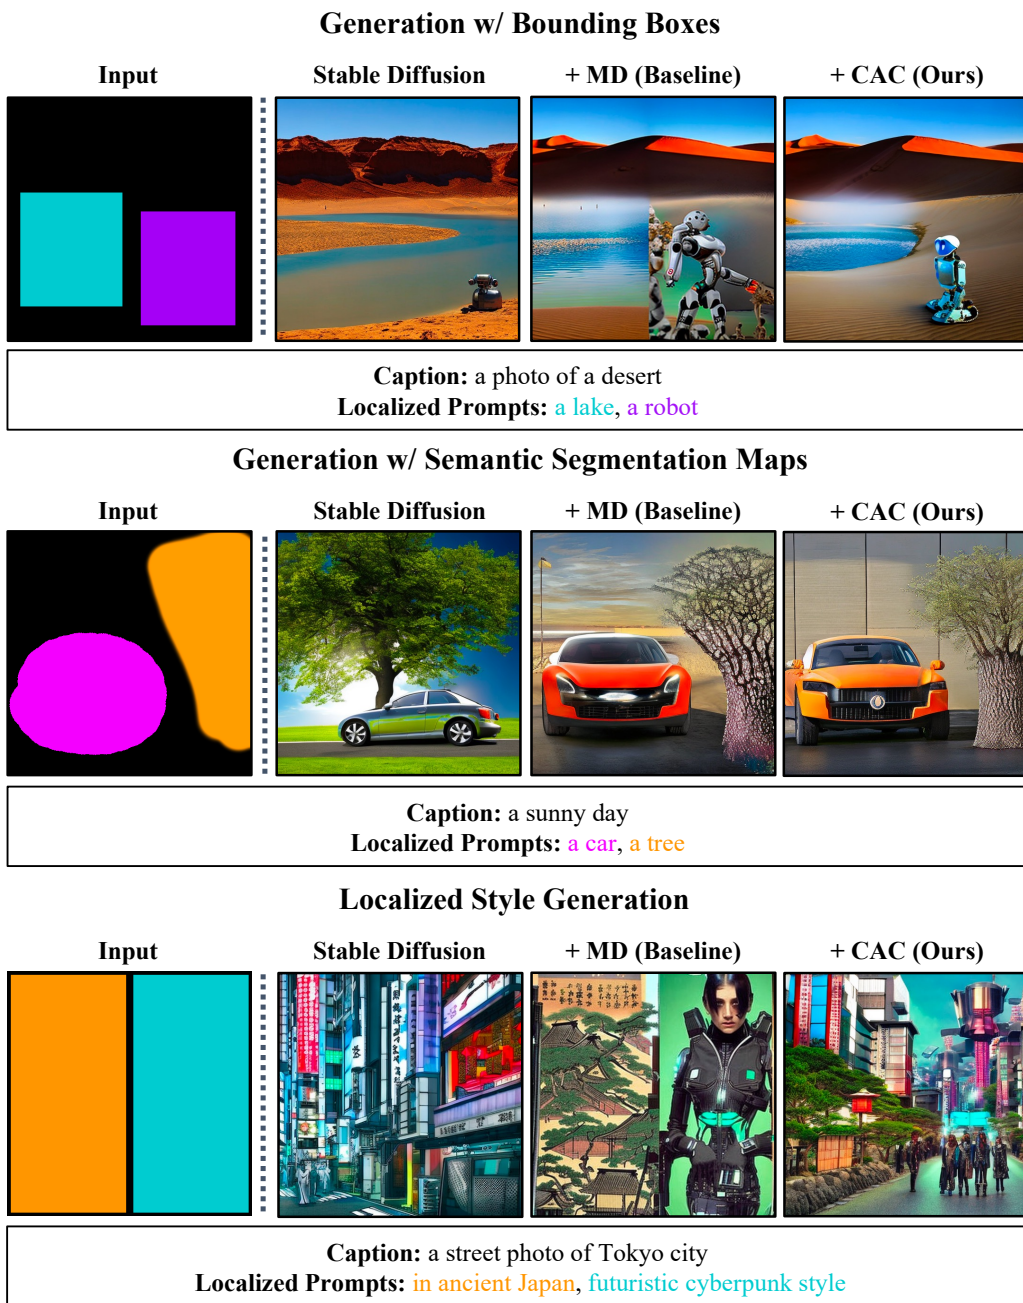 Generation w/ Bounding Boxes
Input
Stable Diffusion
+ MD (Baseline)
+ CAC (Ours)
Caption: a photo of a desert
Localized Prompts: a lake, a robot
Generation w/ Semantic Segmentation Maps
Input
Stable Diffusion
+ MD (Baseline)
+ CAC (Ours)
Caption: a sunny day
Localized Prompts: a car, a tree
Localized Style Generation
Input
Stable Diffusion
+ MD (Baseline)
+ CAC (Ours)
Caption: a street photo of Tokyo city
Localized Prompts: in ancient Japan, futuristic cyberpunk style